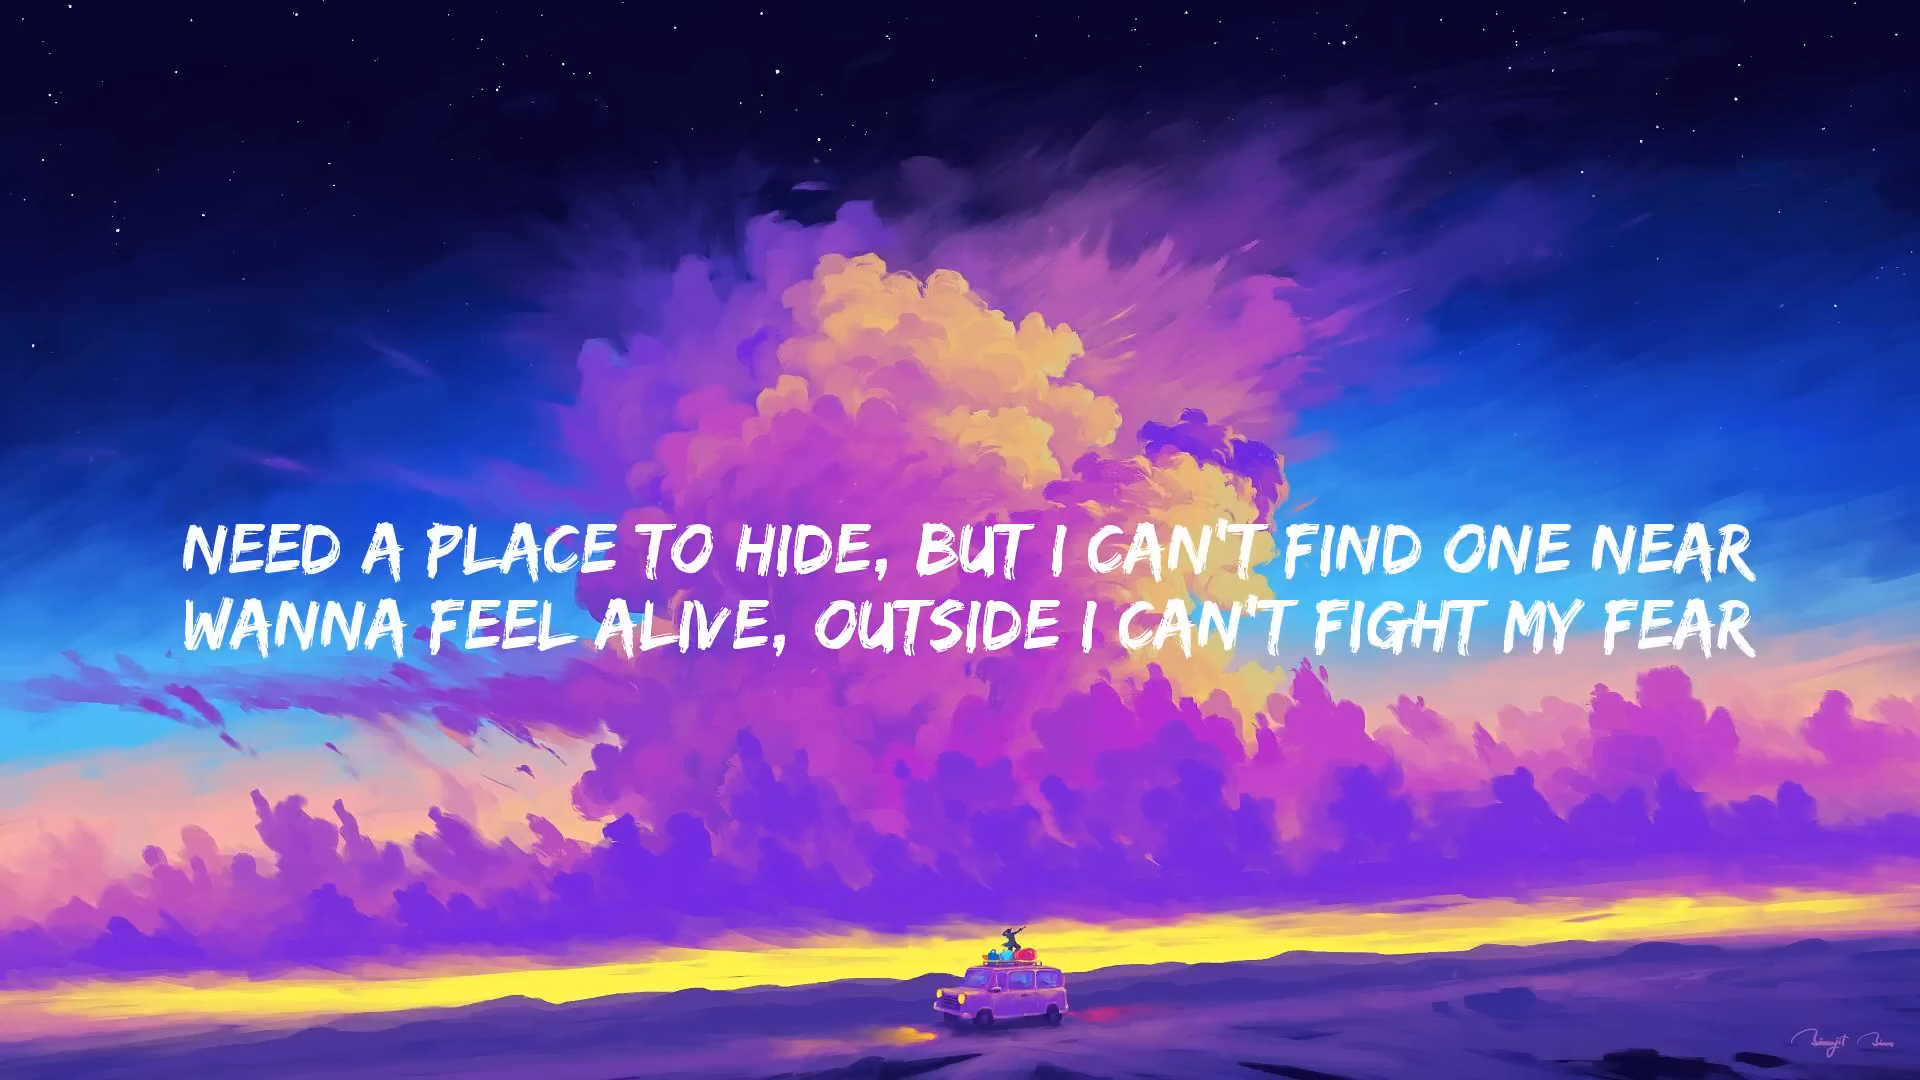 NEED A PLACE TO HIDE, BUT I CAN'T FIND ONE NEAR
WANNA FEEL ALIVE, OUTSIDE I CAN'T FIGHT MY FEAR